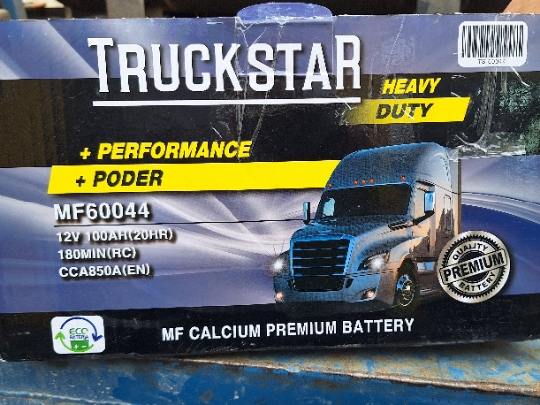 TRUCKSTAR
HEAVY
DUTY
+ PERFORMANCE
+ PODER
MF60044
12V 100AH(20HR)
180MIN(RC)
CCA850A(EN)
QUALITY
PREMIUM
BATTERY
ECO
MF CALCIUM PREMIUM BATTERY